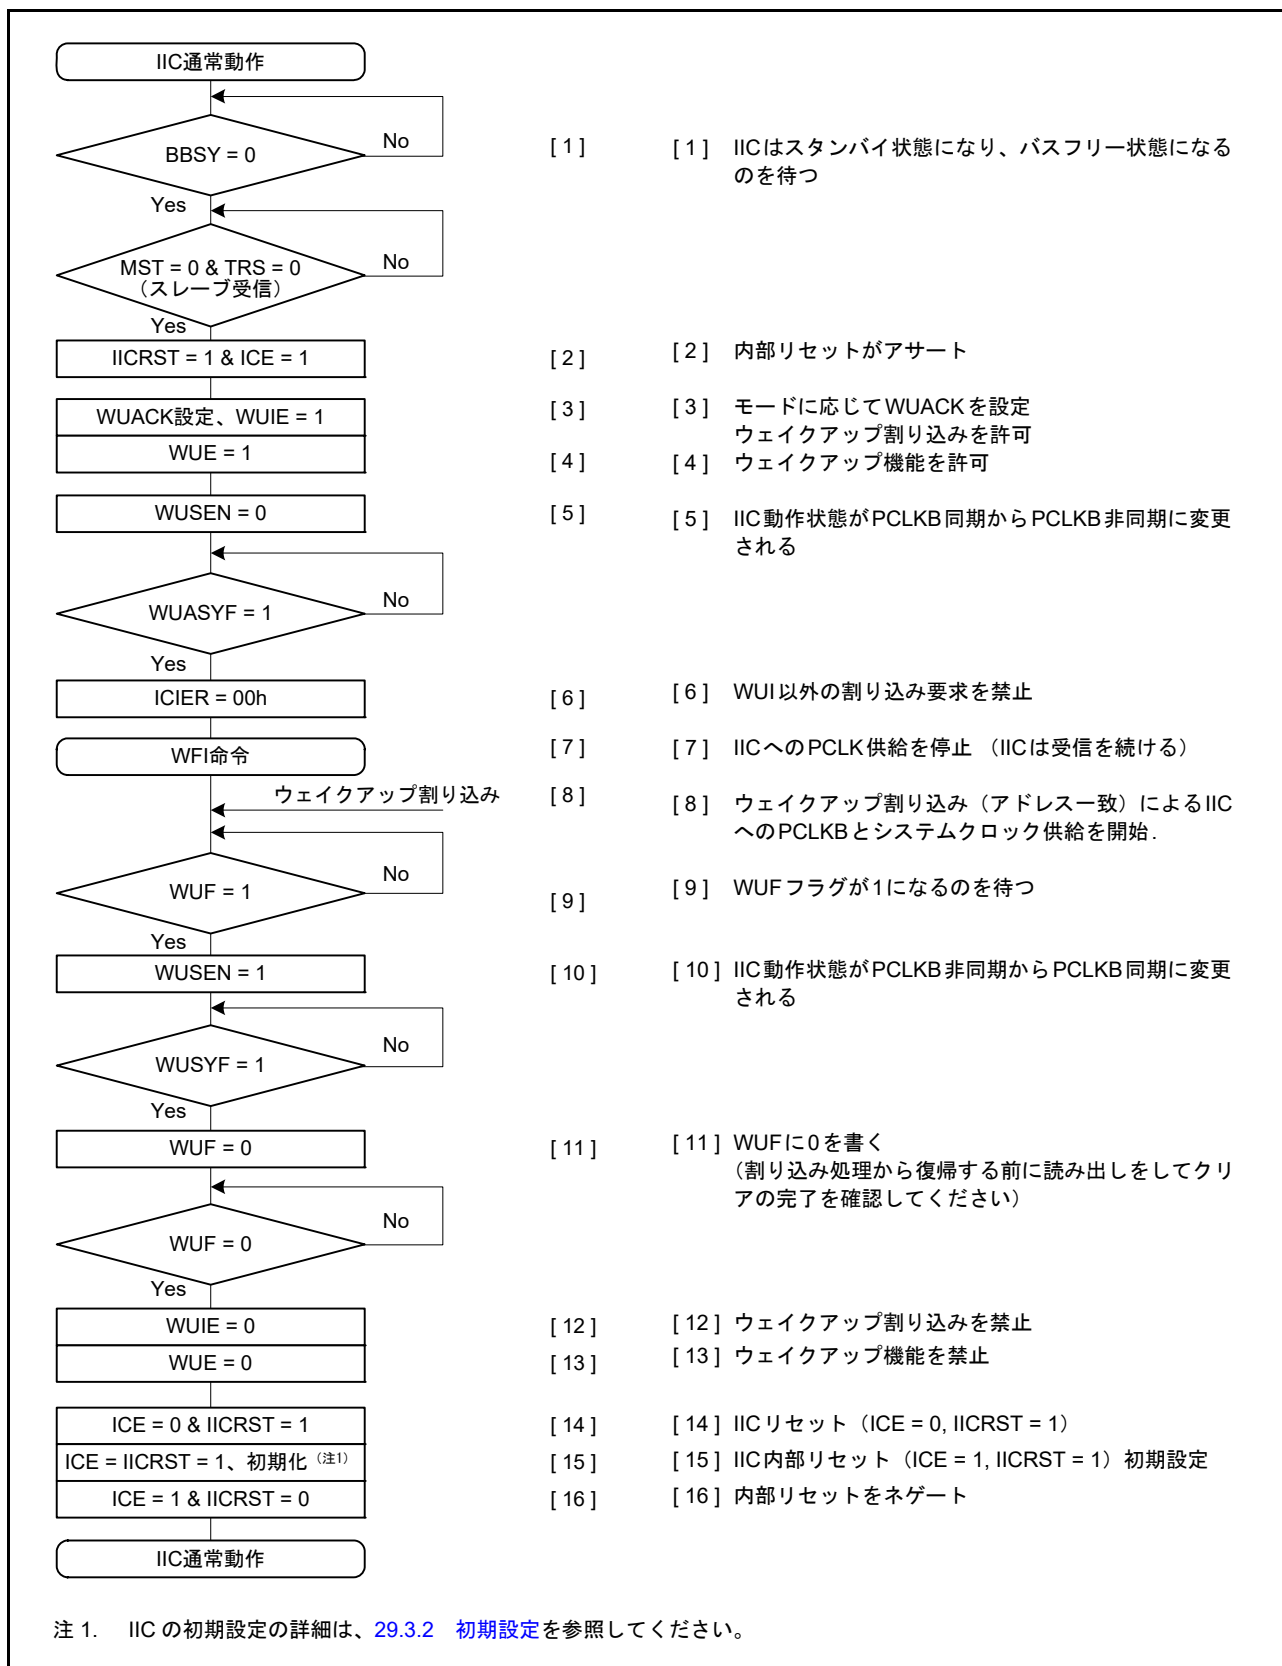 IIC通常動作
BBSY = 0
No
[ 1 ]
[ 1 ] IICはスタンバイ状態になり、バスフリー状態になる
のを待つ
Yes
MST = 0 & TRS = 0
(スレーブ受信)
No
Yes
IICRST = 1 & ICE = 1
[ 2 ]
[ 2 ] 内部リセットがアサート
WUACK設定、WUIE = 1
[ 3 ]
[ 3 ] モードに応じてWUACKを設定
ウェイクアップ割り込みを許可
WUE = 1
[ 4 ]
[ 4 ] ウェイクアップ機能を許可
WUSEN = 0
[ 5 ]
[ 5 ] IIC動作状態がPCLKB同期からPCLKB非同期に変更
される
WUASYF = 1
No
Yes
ICIER = 00h
[ 6 ]
[ 6 ] WUI以外の割り込み要求を禁止
WFI命令
[ 7 ]
[ 7 ] IICへのPCLK供給を停止 (IICは受信を続ける)
ウェイクアップ割り込み
[ 8 ]
[ 8 ] ウェイクアップ割り込み(アドレス一致)によるIIC
へのPCLKBとシステムクロック供給を開始.
WUF = 1
No
[ 9 ]
[ 9 ] WUFフラグが1になるのを待つ
Yes
WUSEN = 1
[ 10 ]
[ 10 ] IIC動作状態がPCLKB非同期からPCLKB同期に変更
される
WUSYF = 1
No
Yes
WUF = 0
[ 11 ]
[ 11 ] WUFに0を書く
(割り込み処理から復帰する前に読み出しをしてクリ
アの完了を確認してください)
WUF = 0
No
Yes
WUIE = 0
[ 12 ]
[ 12 ] ウェイクアップ割り込みを禁止
WUE = 0
[ 13 ]
[ 13 ] ウェイクアップ機能を禁止
ICE = 0 & IICRST = 1
[ 14 ]
[ 14 ] IICリセット(ICE = 0, IICRST = 1)
ICE = IICRST = 1、初期化(注1)
[ 15 ]
[ 15 ] IIC内部リセット(ICE = 1, IICRST = 1)初期設定
ICE = 1 & IICRST = 0
[ 16 ]
[ 16 ] 内部リセットをネゲート
IIC通常動作
注 1. IIC の初期設定の詳細は、29.3.2 初期設定を参照してください。